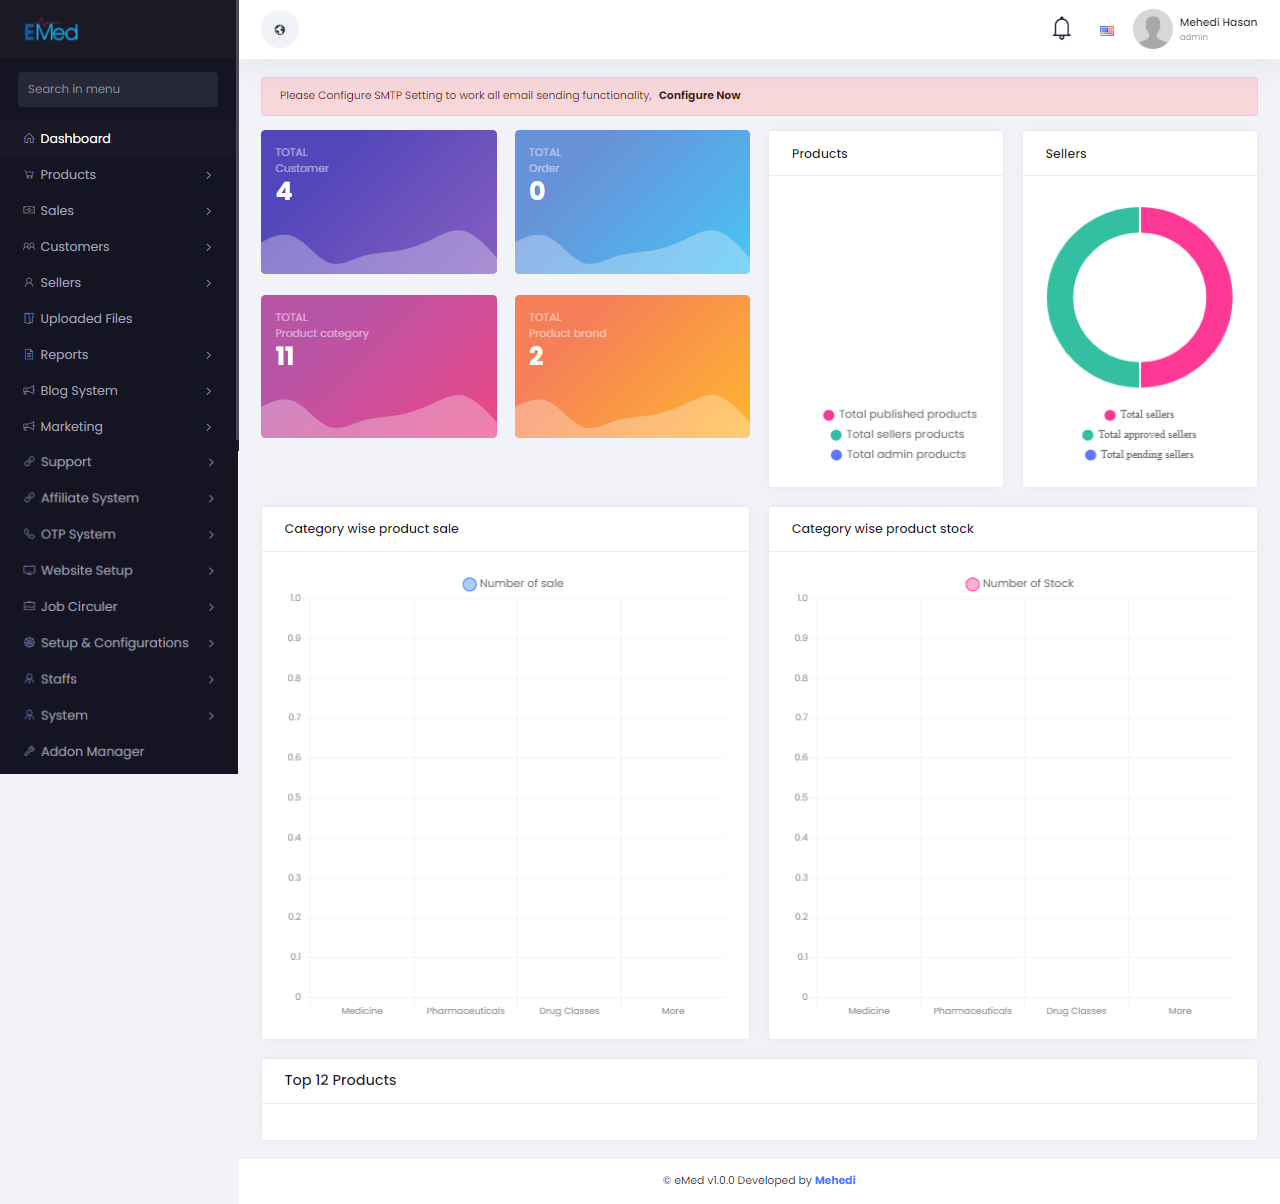 EMed
Search in menu
Dashboard
Products
Sales
Customers
Sellers
Uploaded Files
Reports
Blog System
Marketing
Support
Affiliate System
OTP System
Website Setup
Job Circuler
Setup & Configurations
Staffs
System
Addon Manager
Mehedi Hasan
admin
Please Configure SMTP Setting to work all email sending functionality, Configure Now
TOTAL
Customer
4
TOTAL
Order
0
TOTAL
Product category
11
TOTAL
Product brand
2
Products
Total published products
Total sellers products
Total admin products
Sellers
Total sellers
Total approved sellers
Total pending sellers
Category wise product sale
Number of sale
1.0
0.9
0.8
0.7
0.6
0.5
0.4
0.3
0.2
0.1
0
Medicine Pharmaceuticals Drug Classes More
Category wise product stock
Number of Stock
1.0
0.9
0.8
0.7
0.6
0.5
0.4
0.3
0.2
0.1
0
Medicine Pharmaceuticals Drug Classes More
Top 12 Products
© eMed v1.0.0 Developed by Mehedi